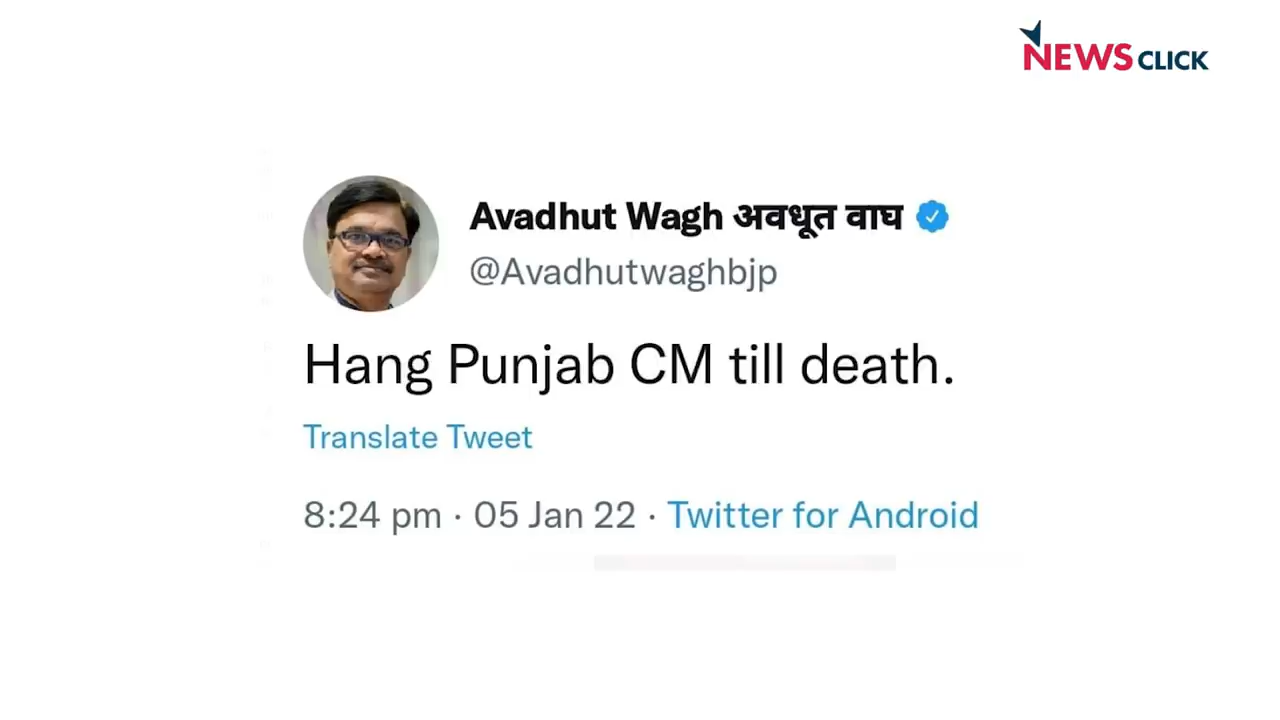 NEWS CLICK
Avadhut Wagh अवधूत वाघ
@Avadhutwaghbjp
Hang Punjab CM till death.
Translate Tweet
8:24 pm · 05 Jan 22 · Twitter for Android